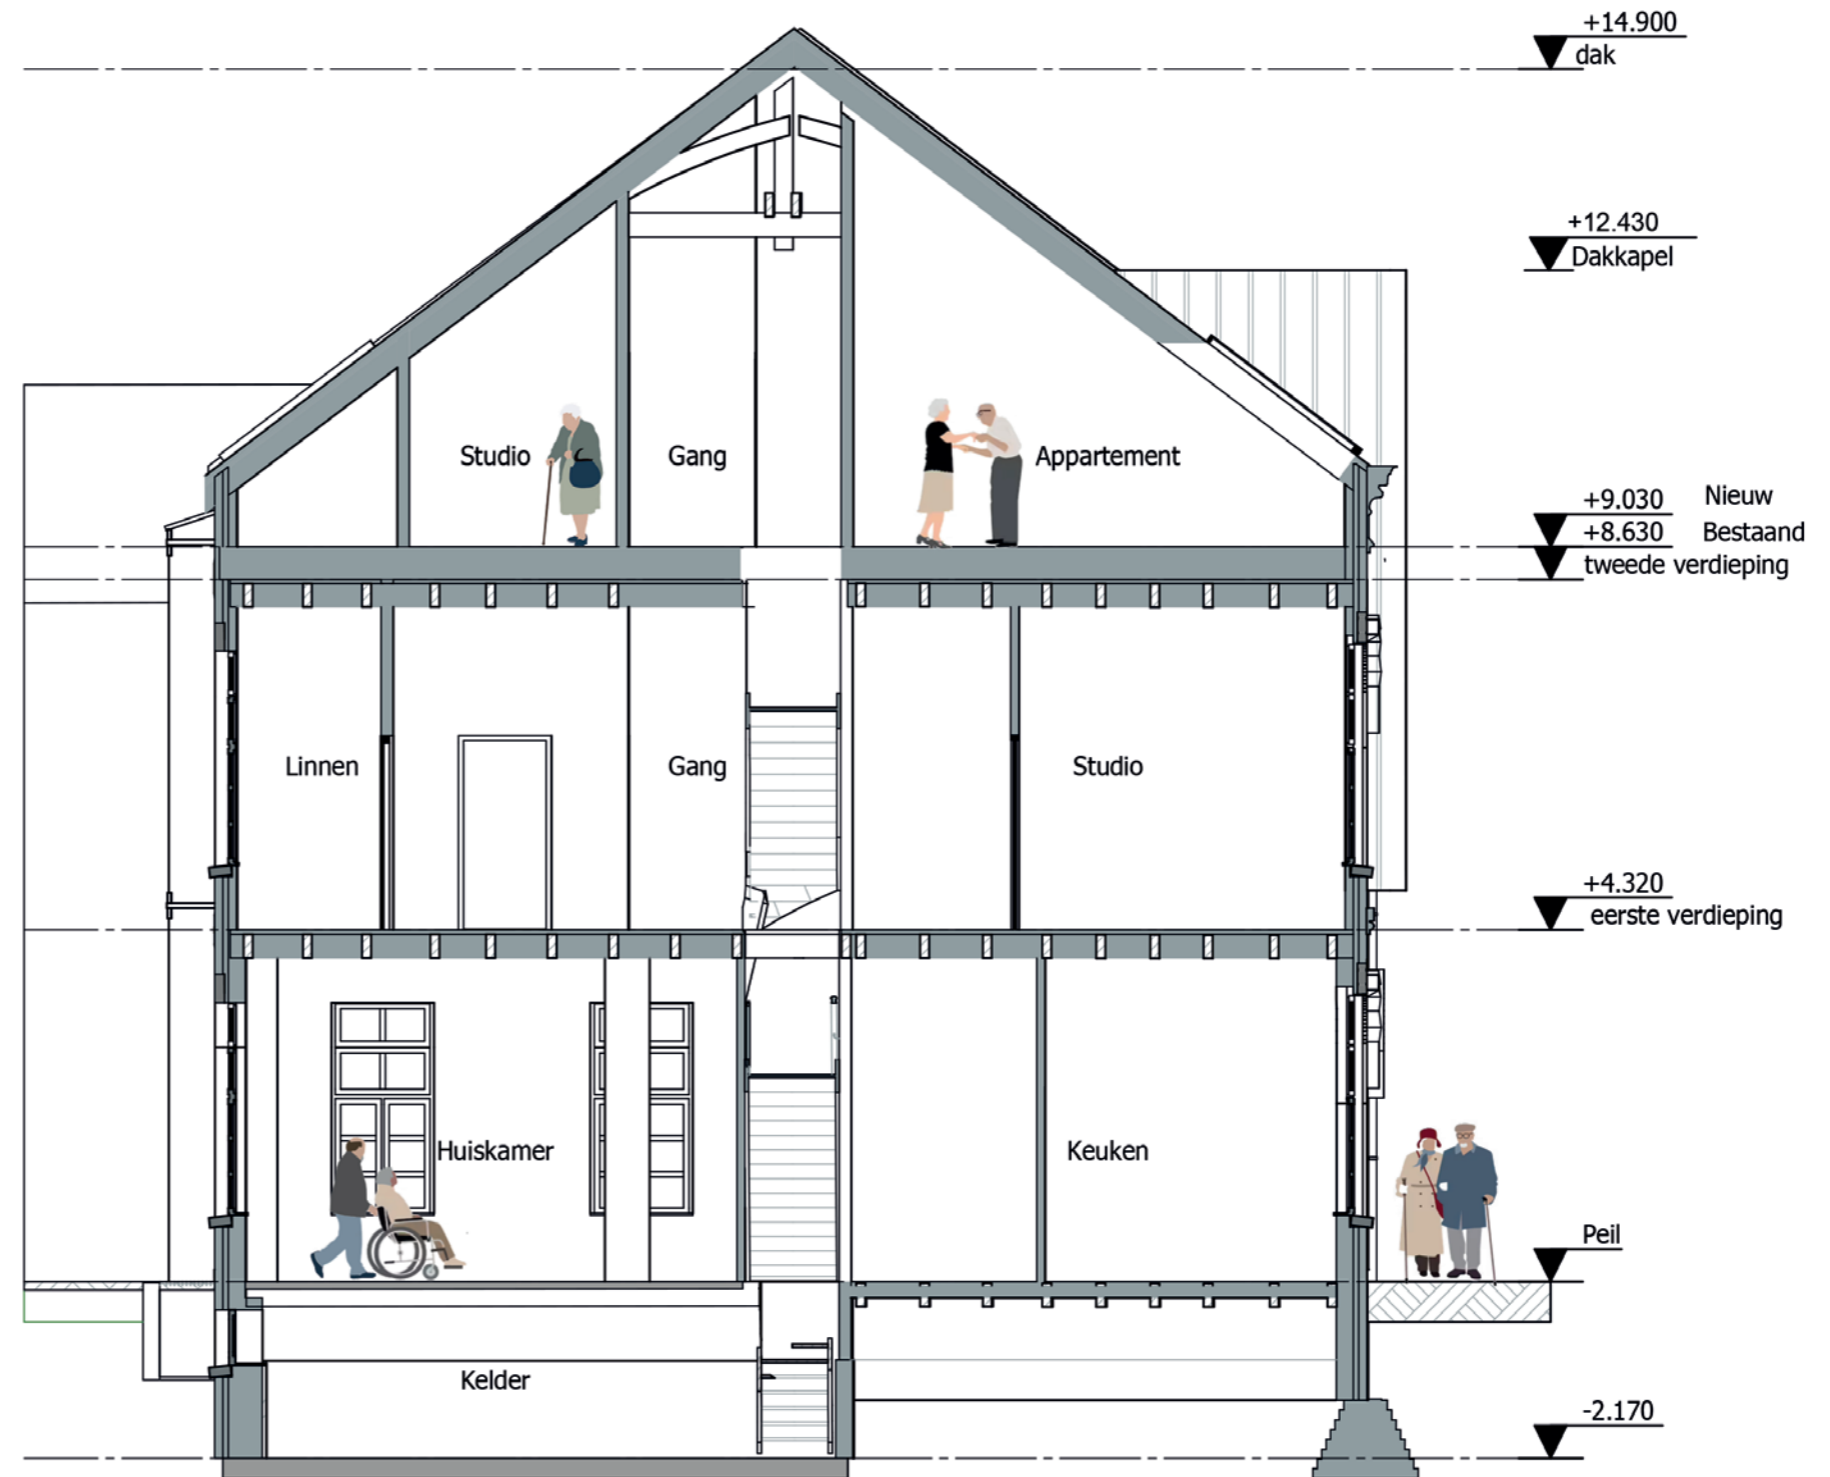 +14.900
dak
+12.430
Dakkapel
Studio
Gang
Appartement
+9.030 Nieuw
+8.630 Bestaand
tweede verdieping
Linnen
Gang
Studio
+4.320
eerste verdieping
Huiskamer
Keuken
Peil
Kelder
-2.170